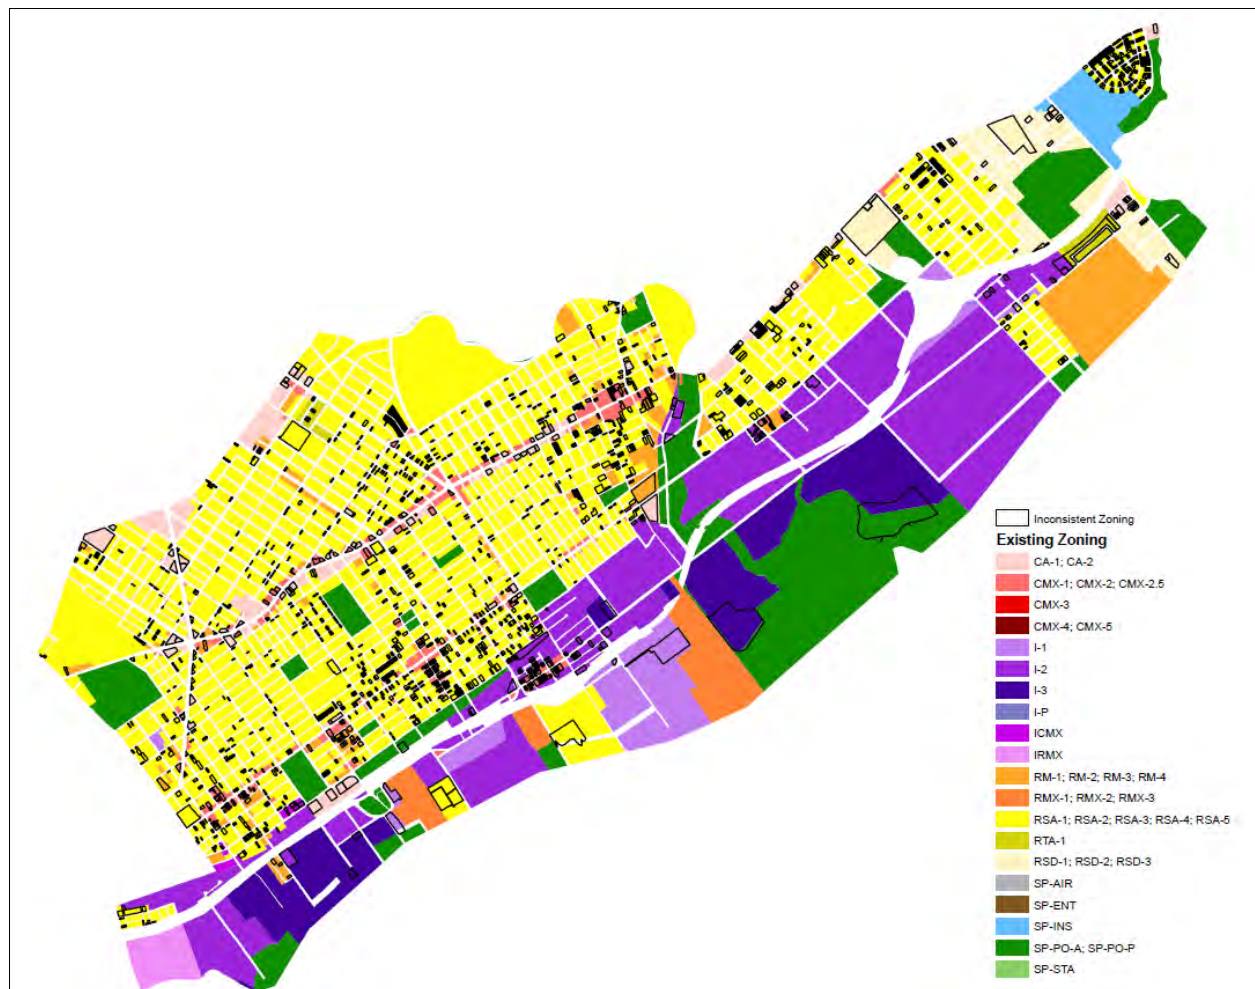 Inconsistent Zoning
Existing Zoning
CA-1; CA-2
CMX-1; CMX-2; CMX-2.5
CMX-3
CMX-4; CMX-5
I-1
I-2
I-3
I-P
ICMX
IRMX
RM-1; RM-2; RM-3; RM-4
RMX-1; RMX-2; RMX-3
RSA-1; RSA-2; RSA-3; RSA-4; RSA-5
RTA-1
RSD-1; RSD-2; RSD-3
SP-AIR
SP-ENT
SP-INS
SP-PO-A; SP-PO-P
SP-STA